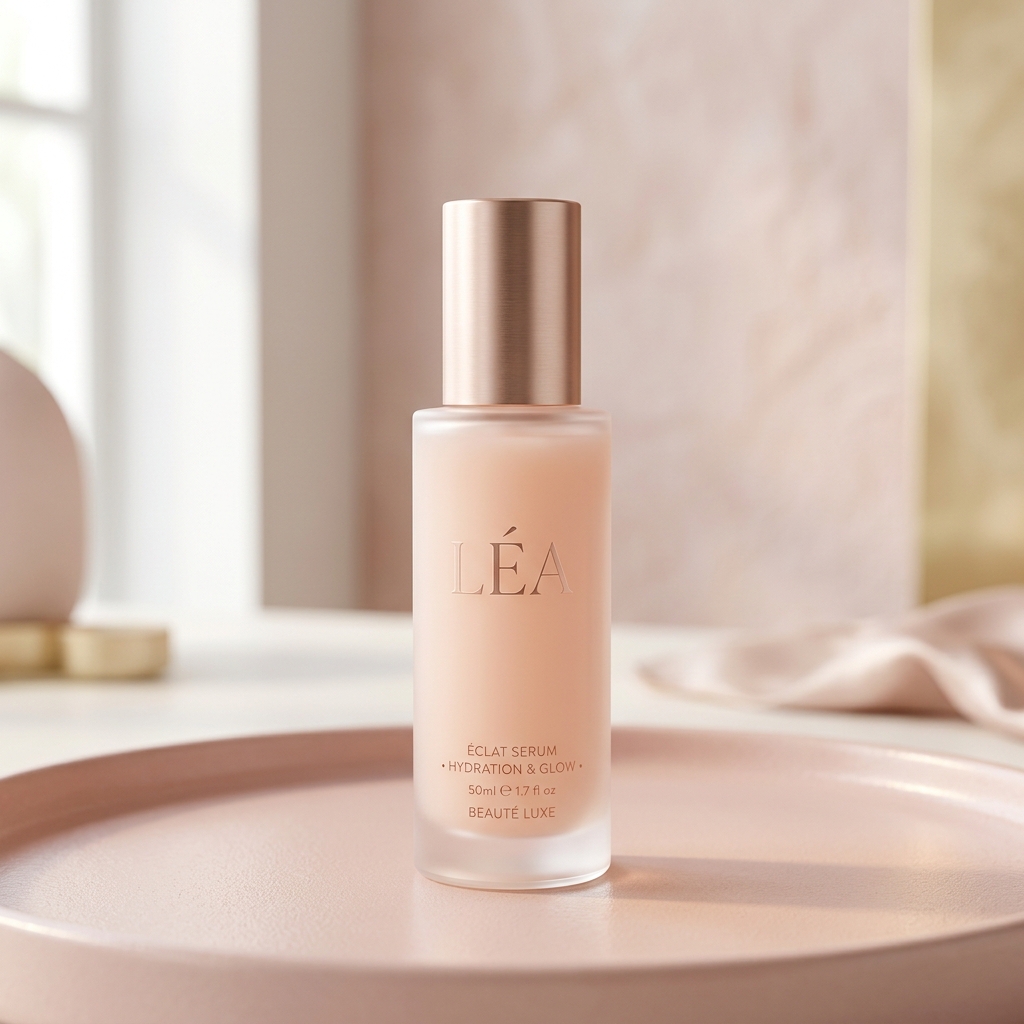 LÉA
ÉCLAT SERUM
• HYDRATION & GLOW •
50ml ℮ 1.7 fl oz
BEAUTÉ LUXE